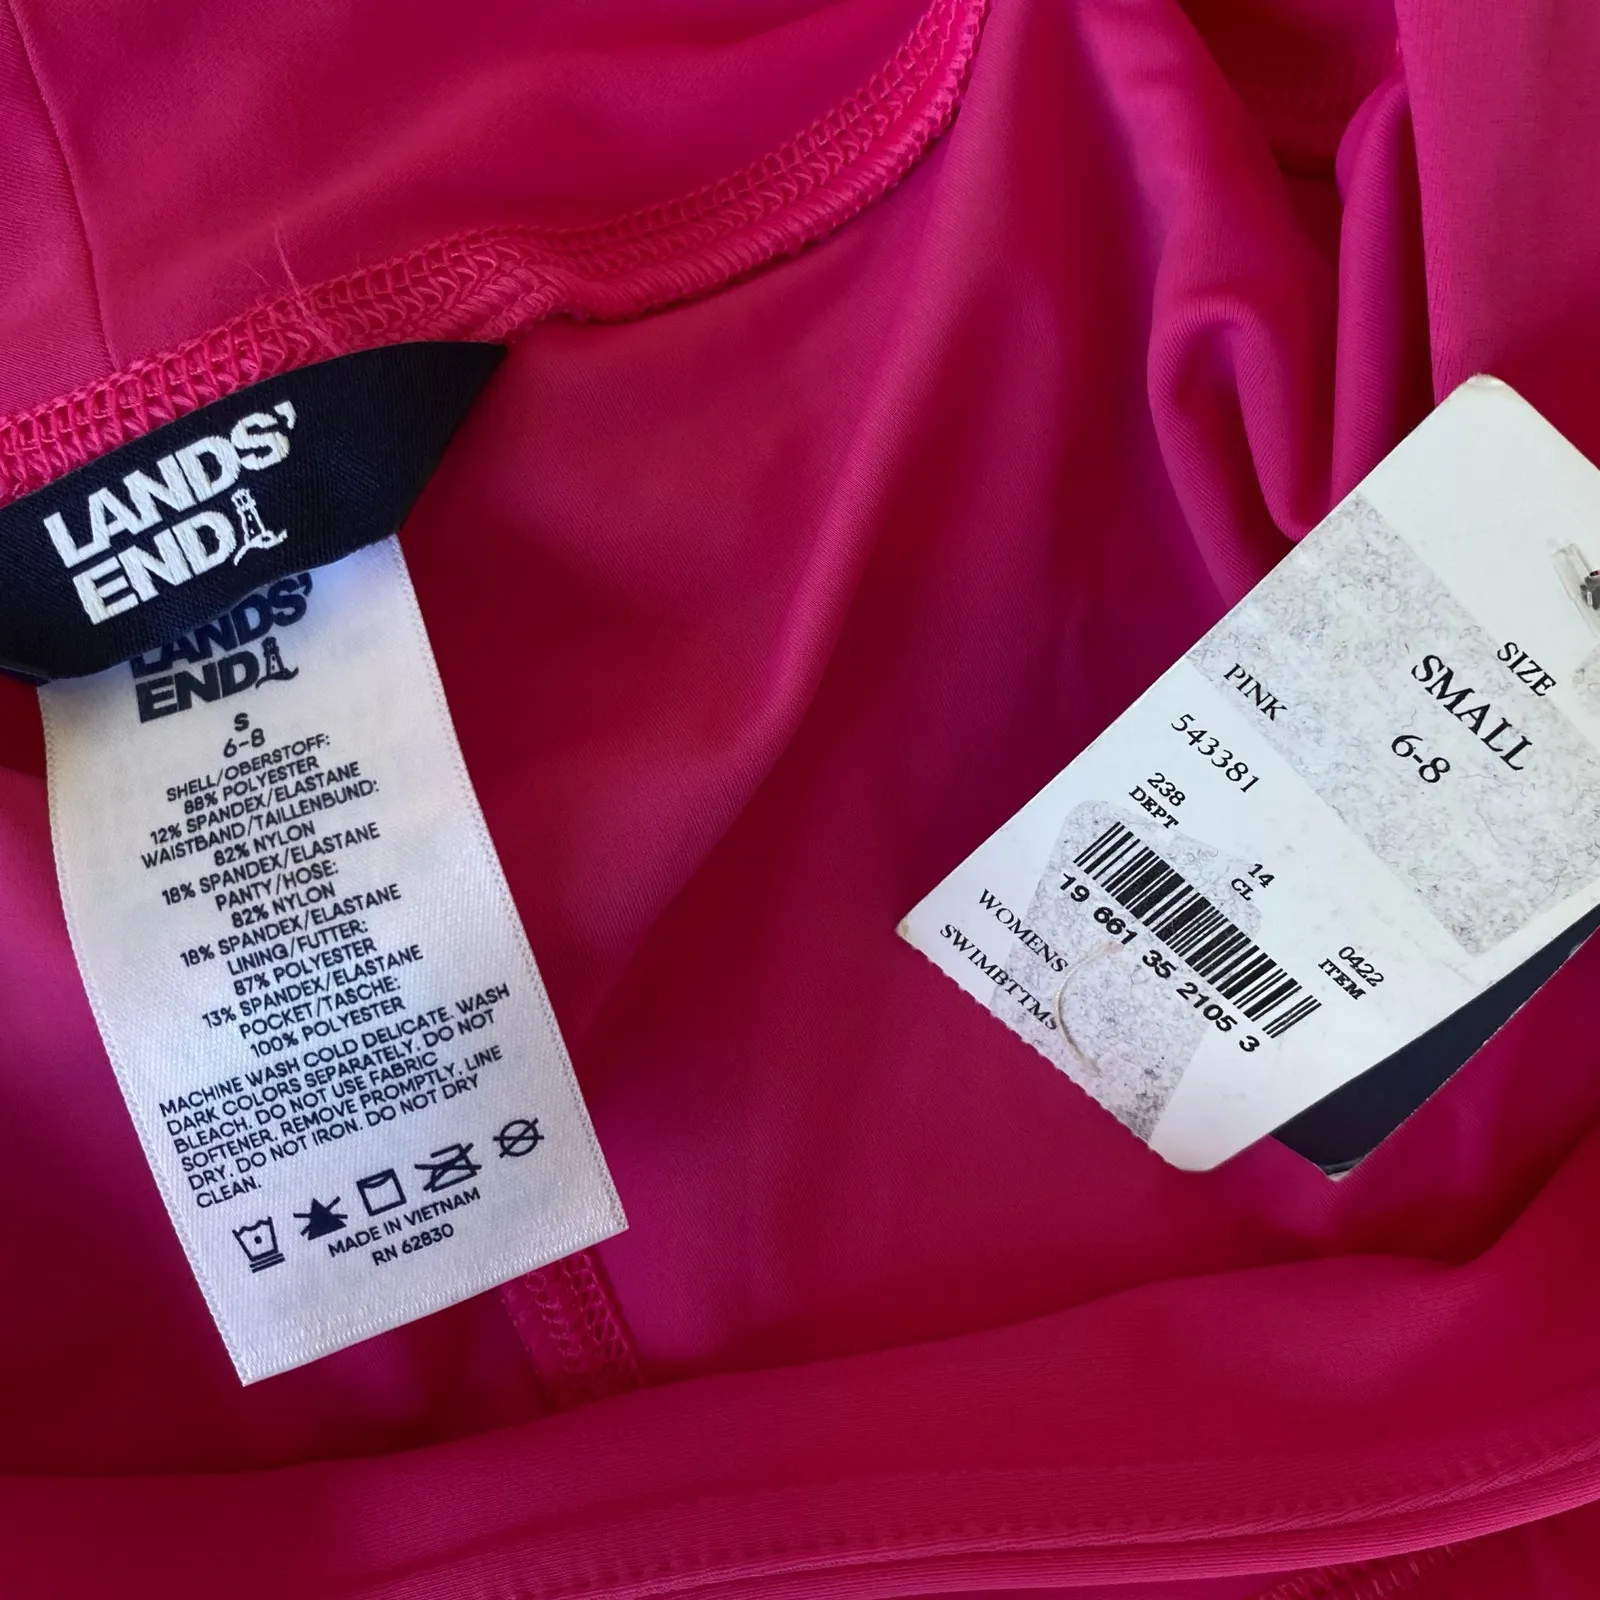 LANDS'
END
LANDS'
END
S
6-8
SHELL/OBERSTOFF:
88% POLYESTER
12% SPANDEX/ELASTANE
WAISTBAND/TAILLENBUND:
82% NYLON
18% SPANDEX/ELASTANE
PANTY/HOSE:
82% NYLON
18% SPANDEX/ELASTANE
LINING/FUTTER:
87% POLYESTER
13% SPANDEX/ELASTANE
POCKET/TASCHE:
100% POLYESTER
MACHINE WASH COLD DELICATE. WASH
DARK COLORS SEPARATELY. DO NOT
BLEACH. DO NOT USE FABRIC
SOFTENER. REMOVE PROMPTLY. LINE
DRY. DO NOT IRON. DO NOT DRY
CLEAN.
MADE IN VIETNAM
RN 62830
SIZE
SMALL
6-8
PINK
543381
238
DEPT
14
CL
0422
ITEM
19 661 35 2105 3
WOMENS
SWIMBTTMS